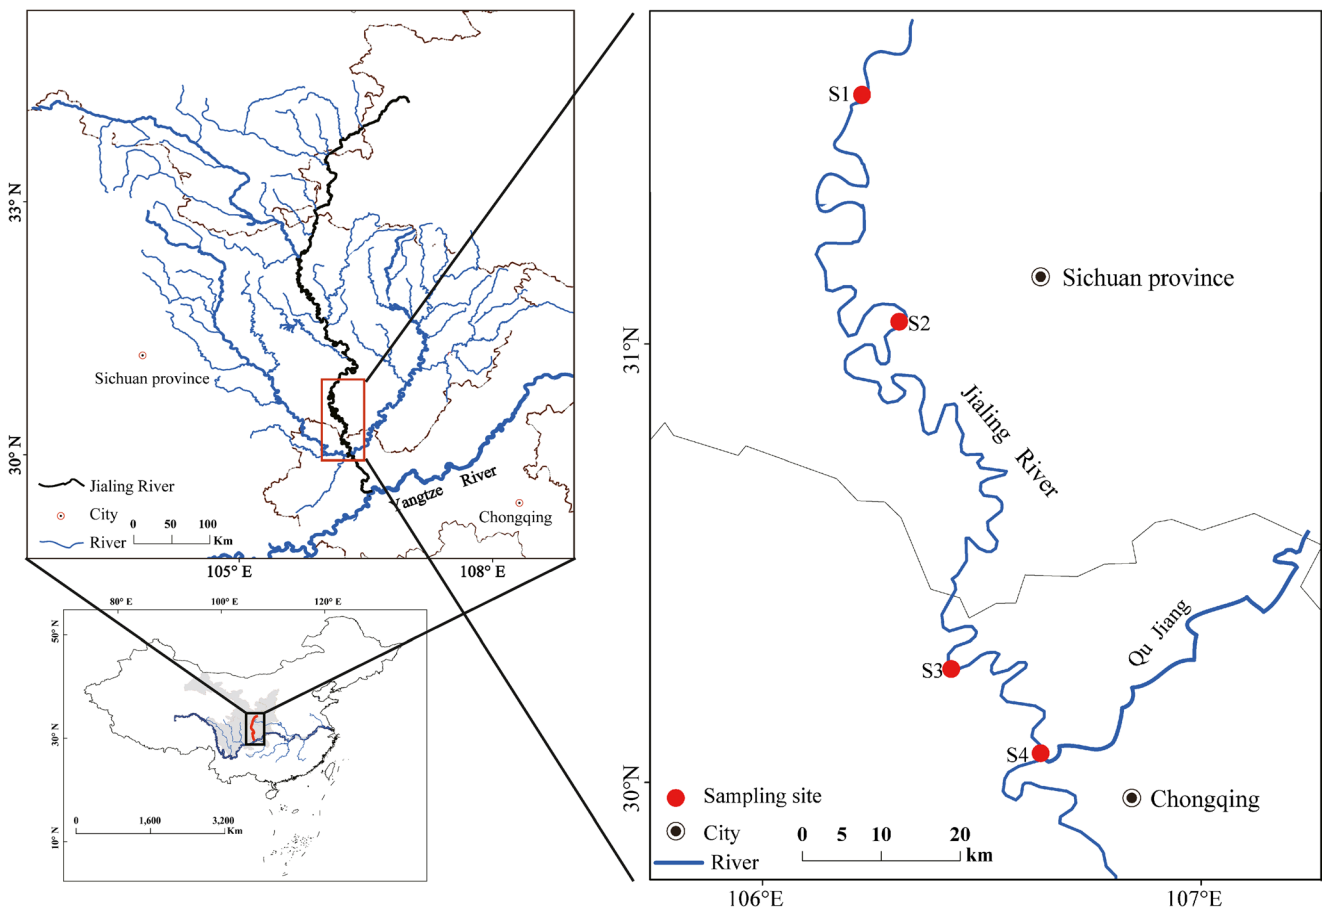 33° N
30° N
Sichuan province
Jialing River
City
River
0 50 100
Km
Yangtze River
Chongqing
105° E
108° E
80° E
100° E
120° E
50° N
30° N
10° N
0 1,600 3,200
Km
S1
S2
S3
S4
Sichuan province
Jialing River
Qu Jiang
Chongqing
31°N
30°N
Sampling site
City
River
0 5 10 20
km
106°E
107°E